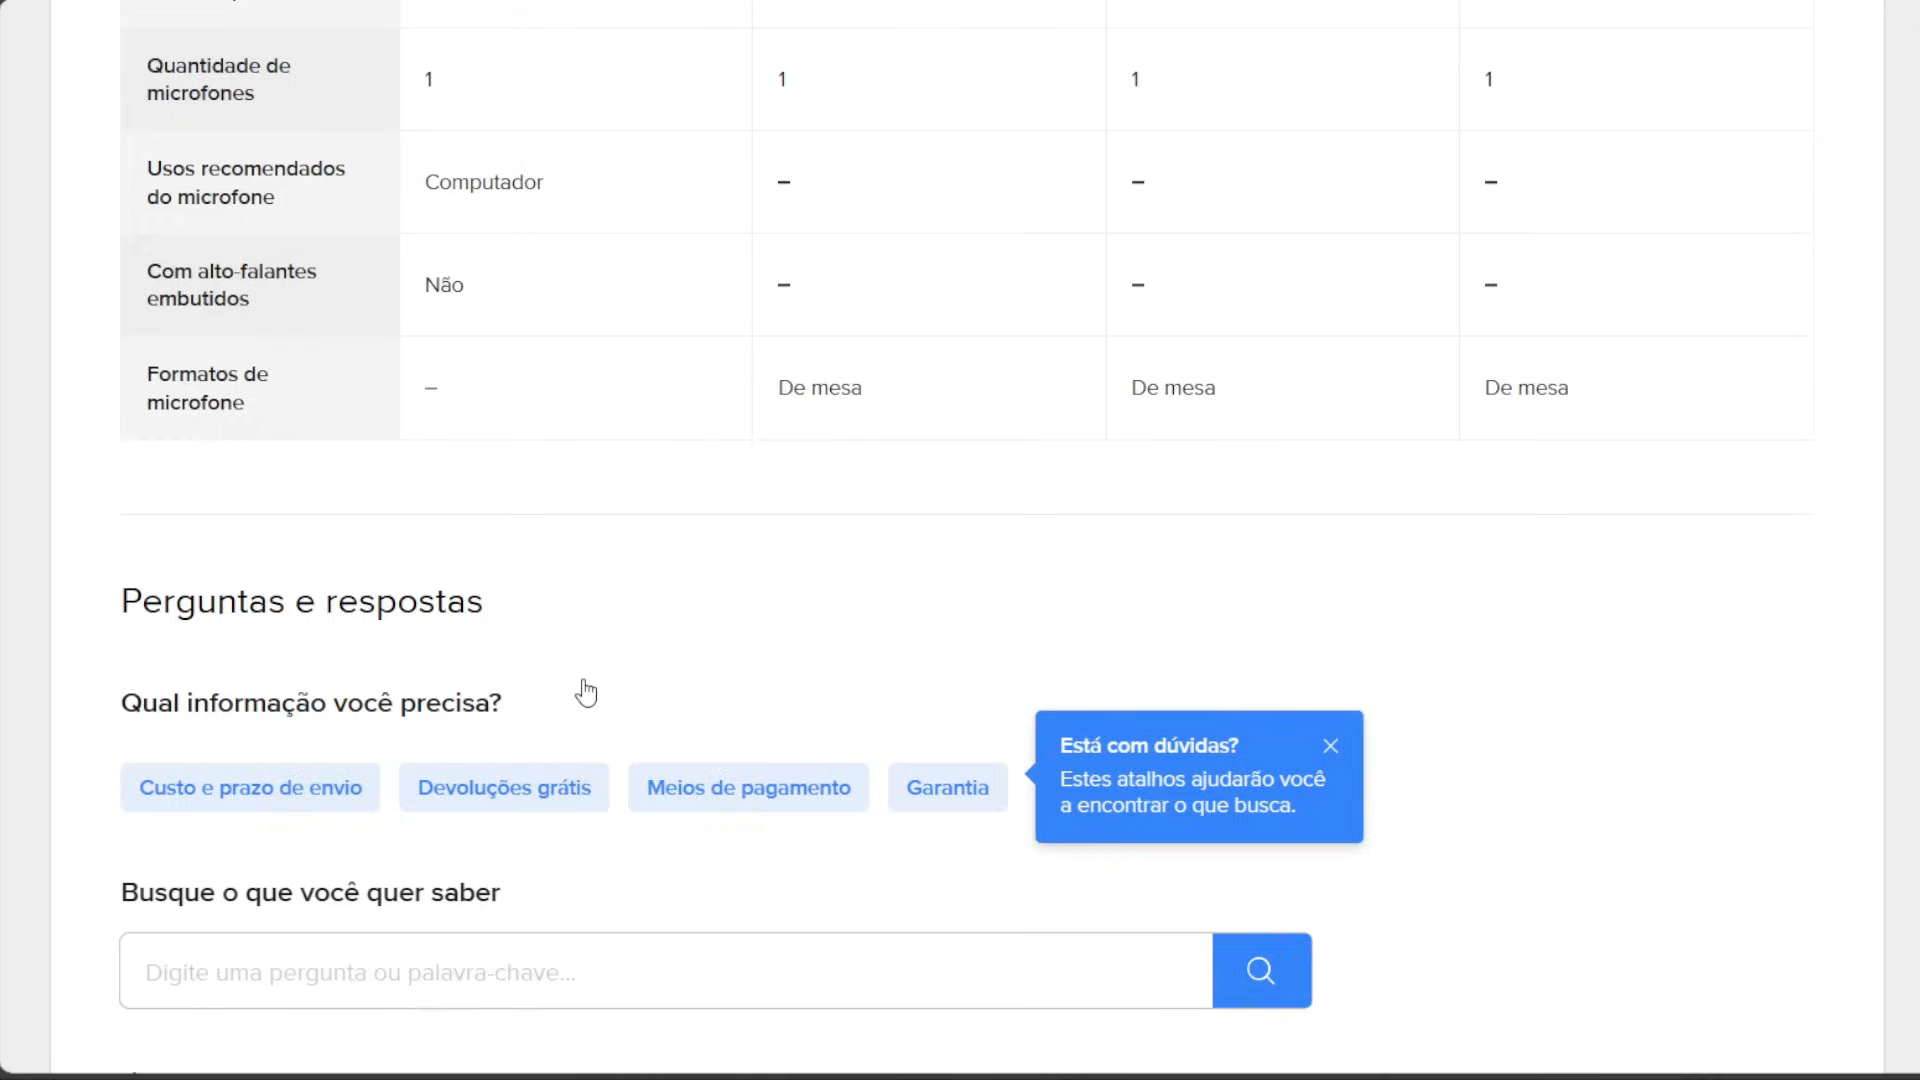 Quantidade de
microfones
1
1
1
1
Usos recomendados
do microfone
Computador
–
–
–
Com alto-falantes
embutidos
Não
–
–
–
Formatos de
microfone
–
De mesa
De mesa
De mesa
Perguntas e respostas
Qual informação você precisa?
Custo e prazo de envio
Devoluções grátis
Meios de pagamento
Garantia
Está com dúvidas?
Estes atalhos ajudarão você
a encontrar o que busca.
Busque o que você quer saber
Digite uma pergunta ou palavra-chave...